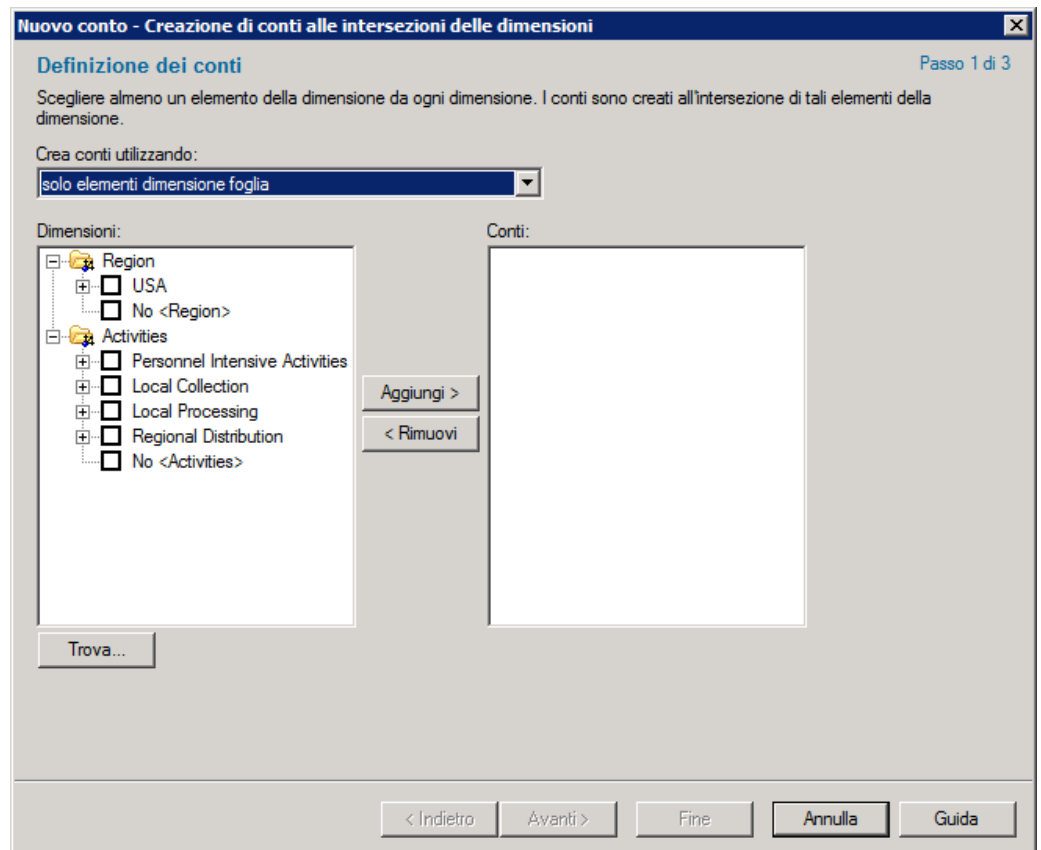 Nuovo conto - Creazione di conti alle intersezioni delle dimensioni
Definizione dei conti
Passo 1 di 3
Scegliere almeno un elemento della dimensione da ogni dimensione. I conti sono creati all'intersezione di tali elementi della
dimensione.
Crea conti utilizzando:
solo elementi dimensione foglia
Dimensioni:
Conti:
Region
USA
No <Region>
Activities
Personnel Intensive Activities
Local Collection
Local Processing
Regional Distribution
No <Activities>
Aggiungi >
< Rimuovi
Trova...
< Indietro
Avanti >
Fine
Annulla
Guida